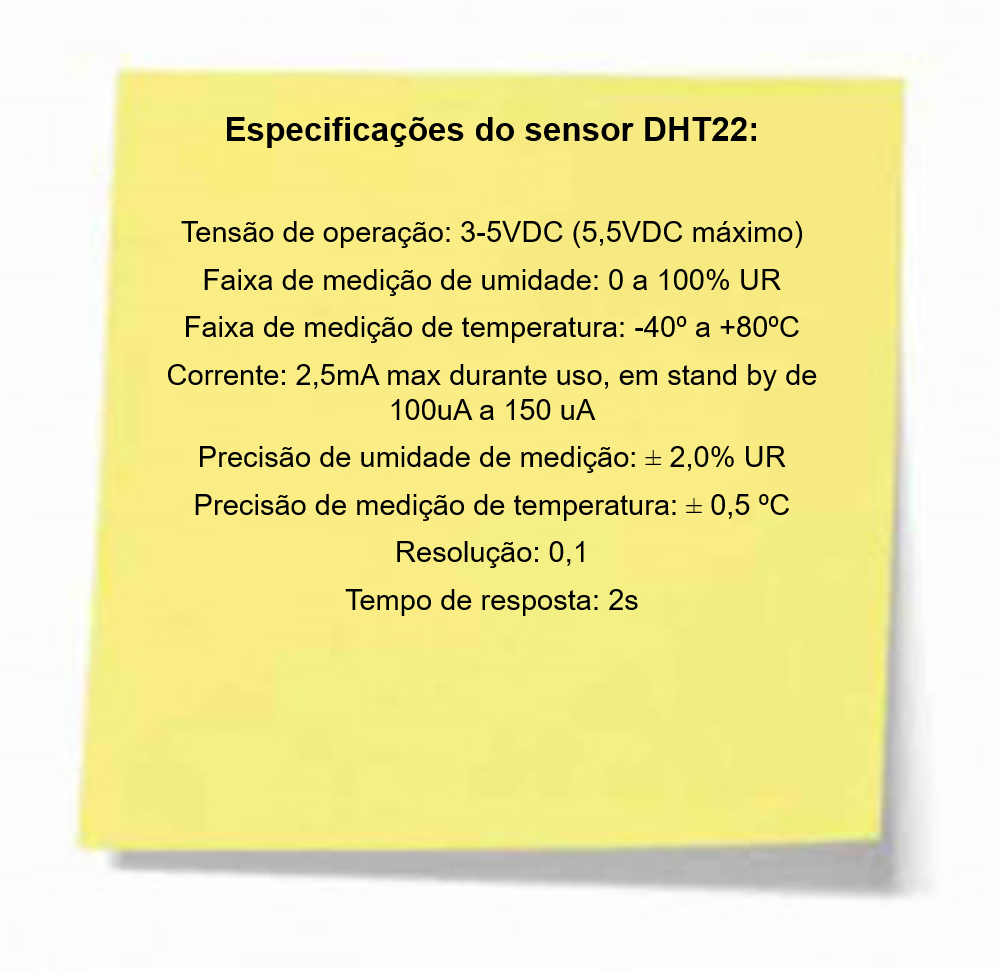 Especificações do sensor DHT22:
Tensão de operação: 3-5VDC (5,5VDC máximo)
Faixa de medição de umidade: 0 a 100% UR
Faixa de medição de temperatura: -40º a +80ºC
Corrente: 2,5mA max durante uso, em stand by de
100uA a 150 uA
Precisão de umidade de medição: ± 2,0% UR
Precisão de medição de temperatura: ± 0,5 ºC
Resolução: 0,1
Tempo de resposta: 2s